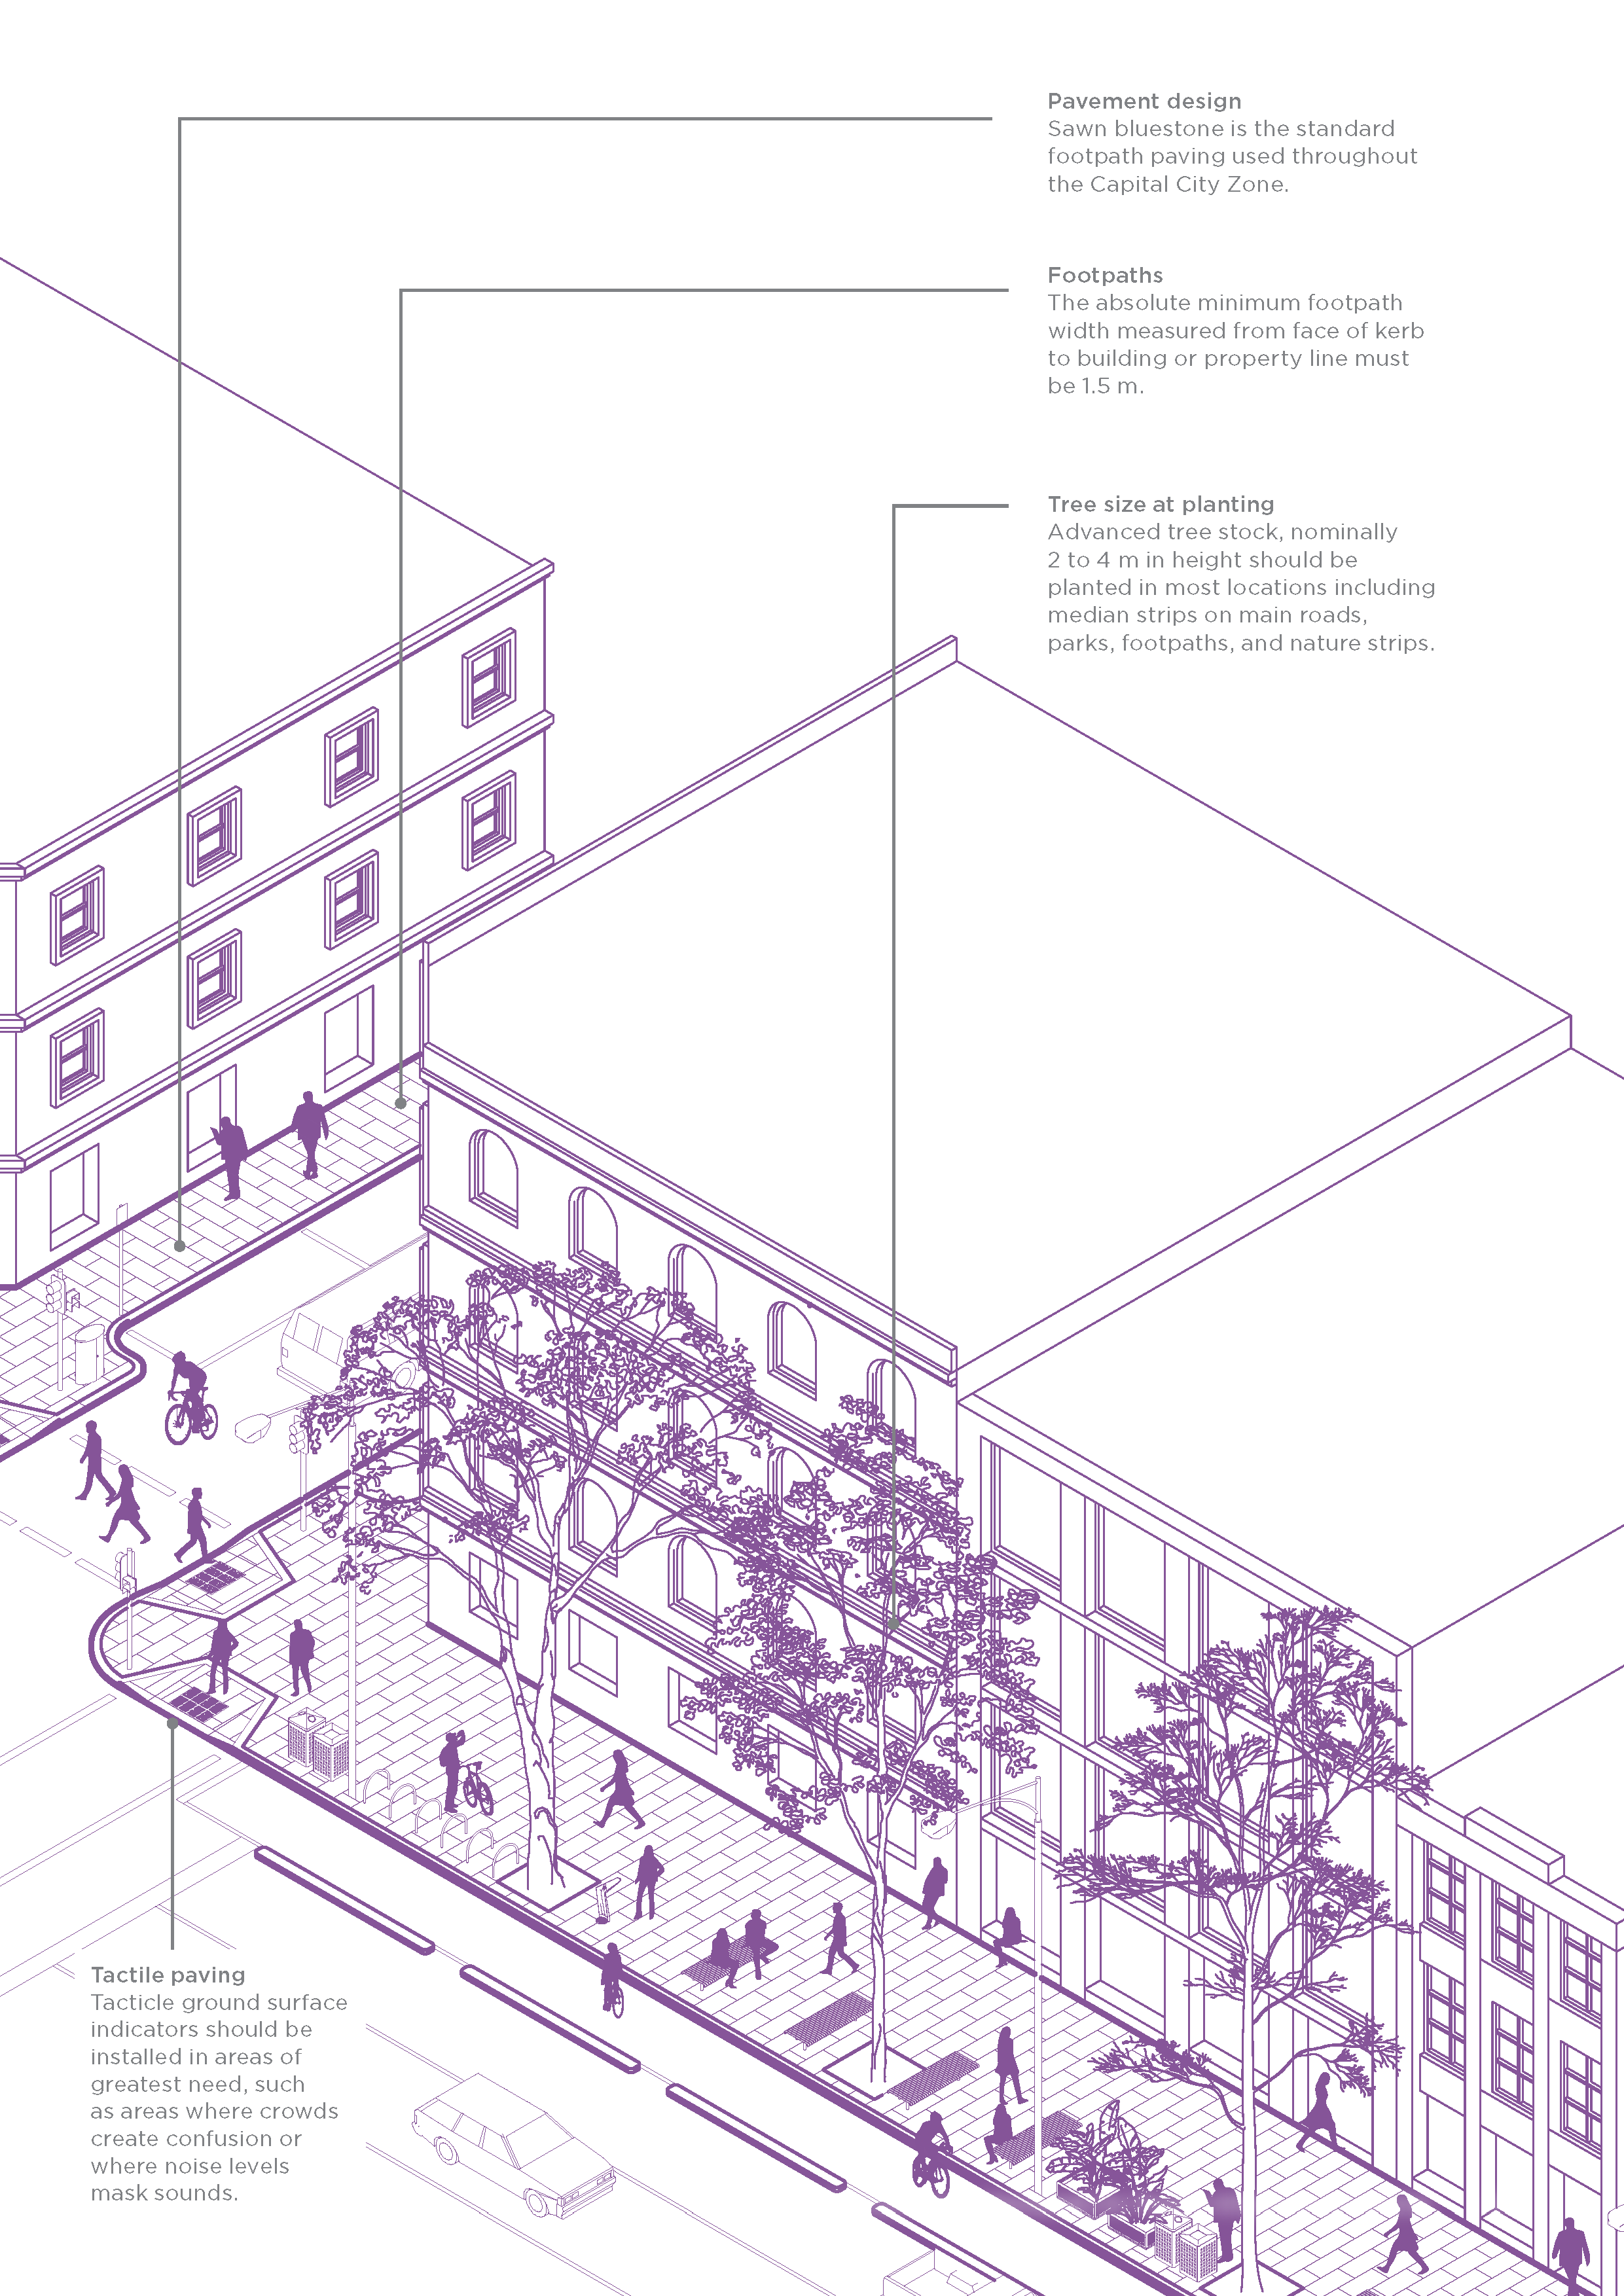 Pavement design
Sawn bluestone is the standard
footpath paving used throughout
the Capital City Zone.
Footpaths
The absolute minimum footpath
width measured from face of kerb
to building or property line must
be 1.5 m.
Tree size at planting
Advanced tree stock, nominally
2 to 4 m in height should be
planted in most locations including
median strips on main roads,
parks, footpaths, and nature strips.
Tactile paving
Tacticle ground surface
indicators should be
installed in areas of
greatest need, such
as areas where crowds
create confusion or
where noise levels
mask sounds.